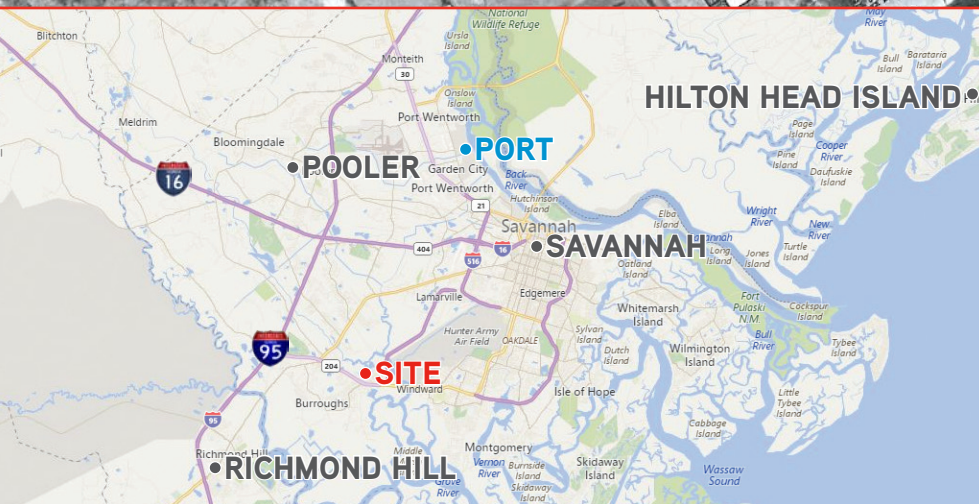 National
Wildlife Refuge
May
River
Blitchton
Ursla
Island
Monteith
30
Bull
Island
Barataria
Island
HILTON HEAD ISLAND
Onslow
Island
Port Wentworth
Meldrim
Bloomingdale
Page
Island
Cooper
River
PORT
Pine
Island
POOLER
Garden City
Daufuskie
Island
INTERSTATE
16
Port Wentworth
Back
River
Hutchinson
Island
21
Elba
Island
Wright
River
New
River
Savannah
404
16
SAVANNAH
516
Oatland
Island
Long
Island
Jones
Island
Turtle
Island
Lamarville
Edgemere
Whitemarsh
Island
Fort
Pulaski
N.M
Cockspur
Island
Hunter Army
Air Field
OAKDALE
Sylvan
Island
Bull
River
Tybee
Island
95
204
Dutch
Island
Wilmington
Island
SITE
Windward
Isle of Hope
Little
Tybee
Island
Burroughs
Cabbage
Island
95
Richmond Hill
Montgomery
RICHMOND HILL
Middle
Grove
River
Vernon
River
Burnside
Island
Skidaway
Island
Skidaway
Island
Wassaw
Sound